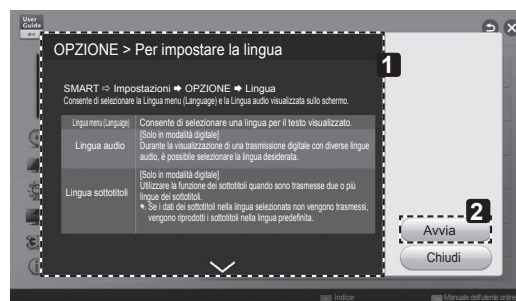 User
Guide
OPZIONE > Per impostare la lingua
1
SMART ⇨ Impostazioni ➡ OPZIONE ➡ Lingua
Consente di selezionare la Lingua menu (Language) e la Lingua audio visualizzata sullo schermo.
Lingua menu (Language) Consente di selezionare una lingua per il testo visualizzato.
Lingua audio
[Solo in modalità digitale]
Durante la visualizzazione di una trasmissione digitale con diverse lingue
audio, è possibile selezionare la lingua desiderata.
Lingua sottotitoli
[Solo in modalità digitale]
Utilizzare la funzione dei sottotitoli quando sono trasmesse due o più
lingue dei sottotitoli.
Se i dati dei sottotitoli nella lingua selezionata non vengono trasmessi,
vengono riprodotti i sottotitoli nella lingua predefinita.
2
Avvia
Chiudi
Indice
Manuale dell'utente online